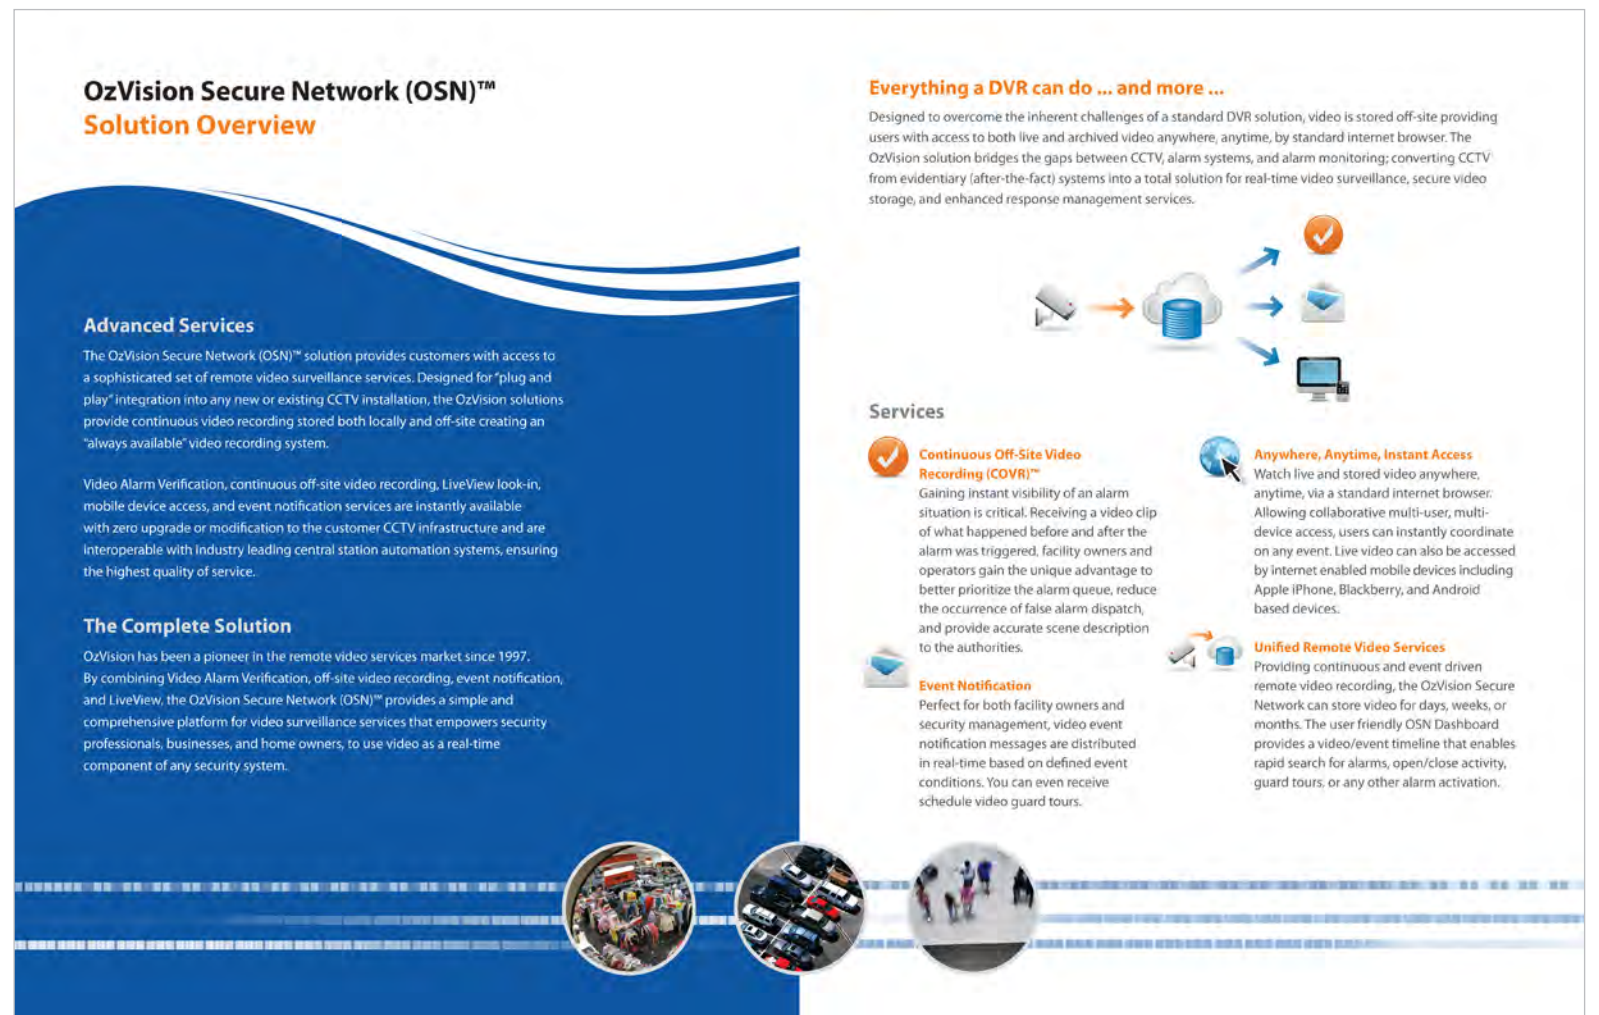 OzVision Secure Network (OSN)™
Solution Overview
Advanced Services
The OzVision Secure Network (OSN)™ solution provides customers with access to
a sophisticated set of remote video surveillance services. Designed for "plug and
play" integration into any new or existing CCTV installation, the OzVision solutions
provide continuous video recording stored both locally and off-site creating an
"always available" video recording system.
Video Alarm Verification, continuous off-site video recording, LiveView look-in,
mobile device access, and event notification services are instantly available
with zero upgrade or modification to the customer CCTV infrastructure and are
interoperable with industry leading central station automation systems, ensuring
the highest quality of service.
The Complete Solution
OzVision has been a pioneer in the remote video services market since 1997.
By combining Video Alarm Verification, off-site video recording, event notification,
and LiveView, the OzVision Secure Network (OSN)™ provides a simple and
comprehensive platform for video surveillance services that empowers security
professionals, businesses, and home owners, to use video as a real-time
component of any security system.
Everything a DVR can do ... and more ...
Designed to overcome the inherent challenges of a standard DVR solution, video is stored off-site providing
users with access to both live and archived video anywhere, anytime, by standard internet browser. The
OzVision solution bridges the gaps between CCTV, alarm systems, and alarm monitoring; converting CCTV
from evidentiary (after-the-fact) systems into a total solution for real-time video surveillance, secure video
storage, and enhanced response management services.
Services
Continuous Off-Site Video
Recording (COVR)™
Gaining instant visibility of an alarm
situation is critical. Receiving a video clip
of what happened before and after the
alarm was triggered, facility owners and
operators gain the unique advantage to
better prioritize the alarm queue, reduce
the occurrence of false alarm dispatch,
and provide accurate scene description
to the authorities.
Event Notification
Perfect for both facility owners and
security management, video event
notification messages are distributed
in real-time based on defined event
conditions. You can even receive
schedule video guard tours.
Anywhere, Anytime, Instant Access
Watch live and stored video anywhere,
anytime, via a standard internet browser.
Allowing collaborative multi-user, multi-
device access, users can instantly coordinate
on any event. Live video can also be accessed
by internet enabled mobile devices including
Apple iPhone, Blackberry, and Android
based devices.
Unified Remote Video Services
Providing continuous and event driven
remote video recording, the OzVision Secure
Network can store video for days, weeks, or
months. The user friendly OSN Dashboard
provides a video/event timeline that enables
rapid search for alarms, open/close activity,
guard tours, or any other alarm activation.